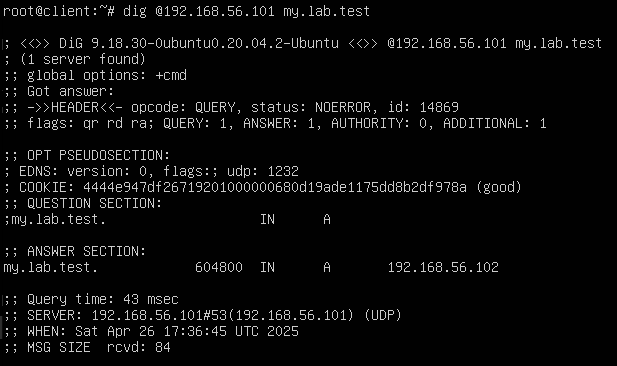 root@client:~# dig @192.168.56.101 my.lab.test
; <<>> DiG 9.18.30-0ubuntu0.20.04.2-Ubuntu <<>> @192.168.56.101 my.lab.test
; (1 server found)
;; global options: +cmd
;; Got answer:
;; ->>HEADER<<- opcode: QUERY, status: NOERROR, id: 14869
;; flags: qr rd ra; QUERY: 1, ANSWER: 1, AUTHORITY: 0, ADDITIONAL: 1
;; OPT PSEUDOSECTION:
; EDNS: version: 0, flags:; udp: 1232
; COOKIE: 4444e947df26719201000000680d19ade1175dd8b2df978a (good)
;; QUESTION SECTION:
;my.lab.test. IN A
;; ANSWER SECTION:
my.lab.test. 604800 IN A 192.168.56.102
;; Query time: 43 msec
;; SERVER: 192.168.56.101#53(192.168.56.101) (UDP)
;; WHEN: Sat Apr 26 17:36:45 UTC 2025
;; MSG SIZE rcvd: 84